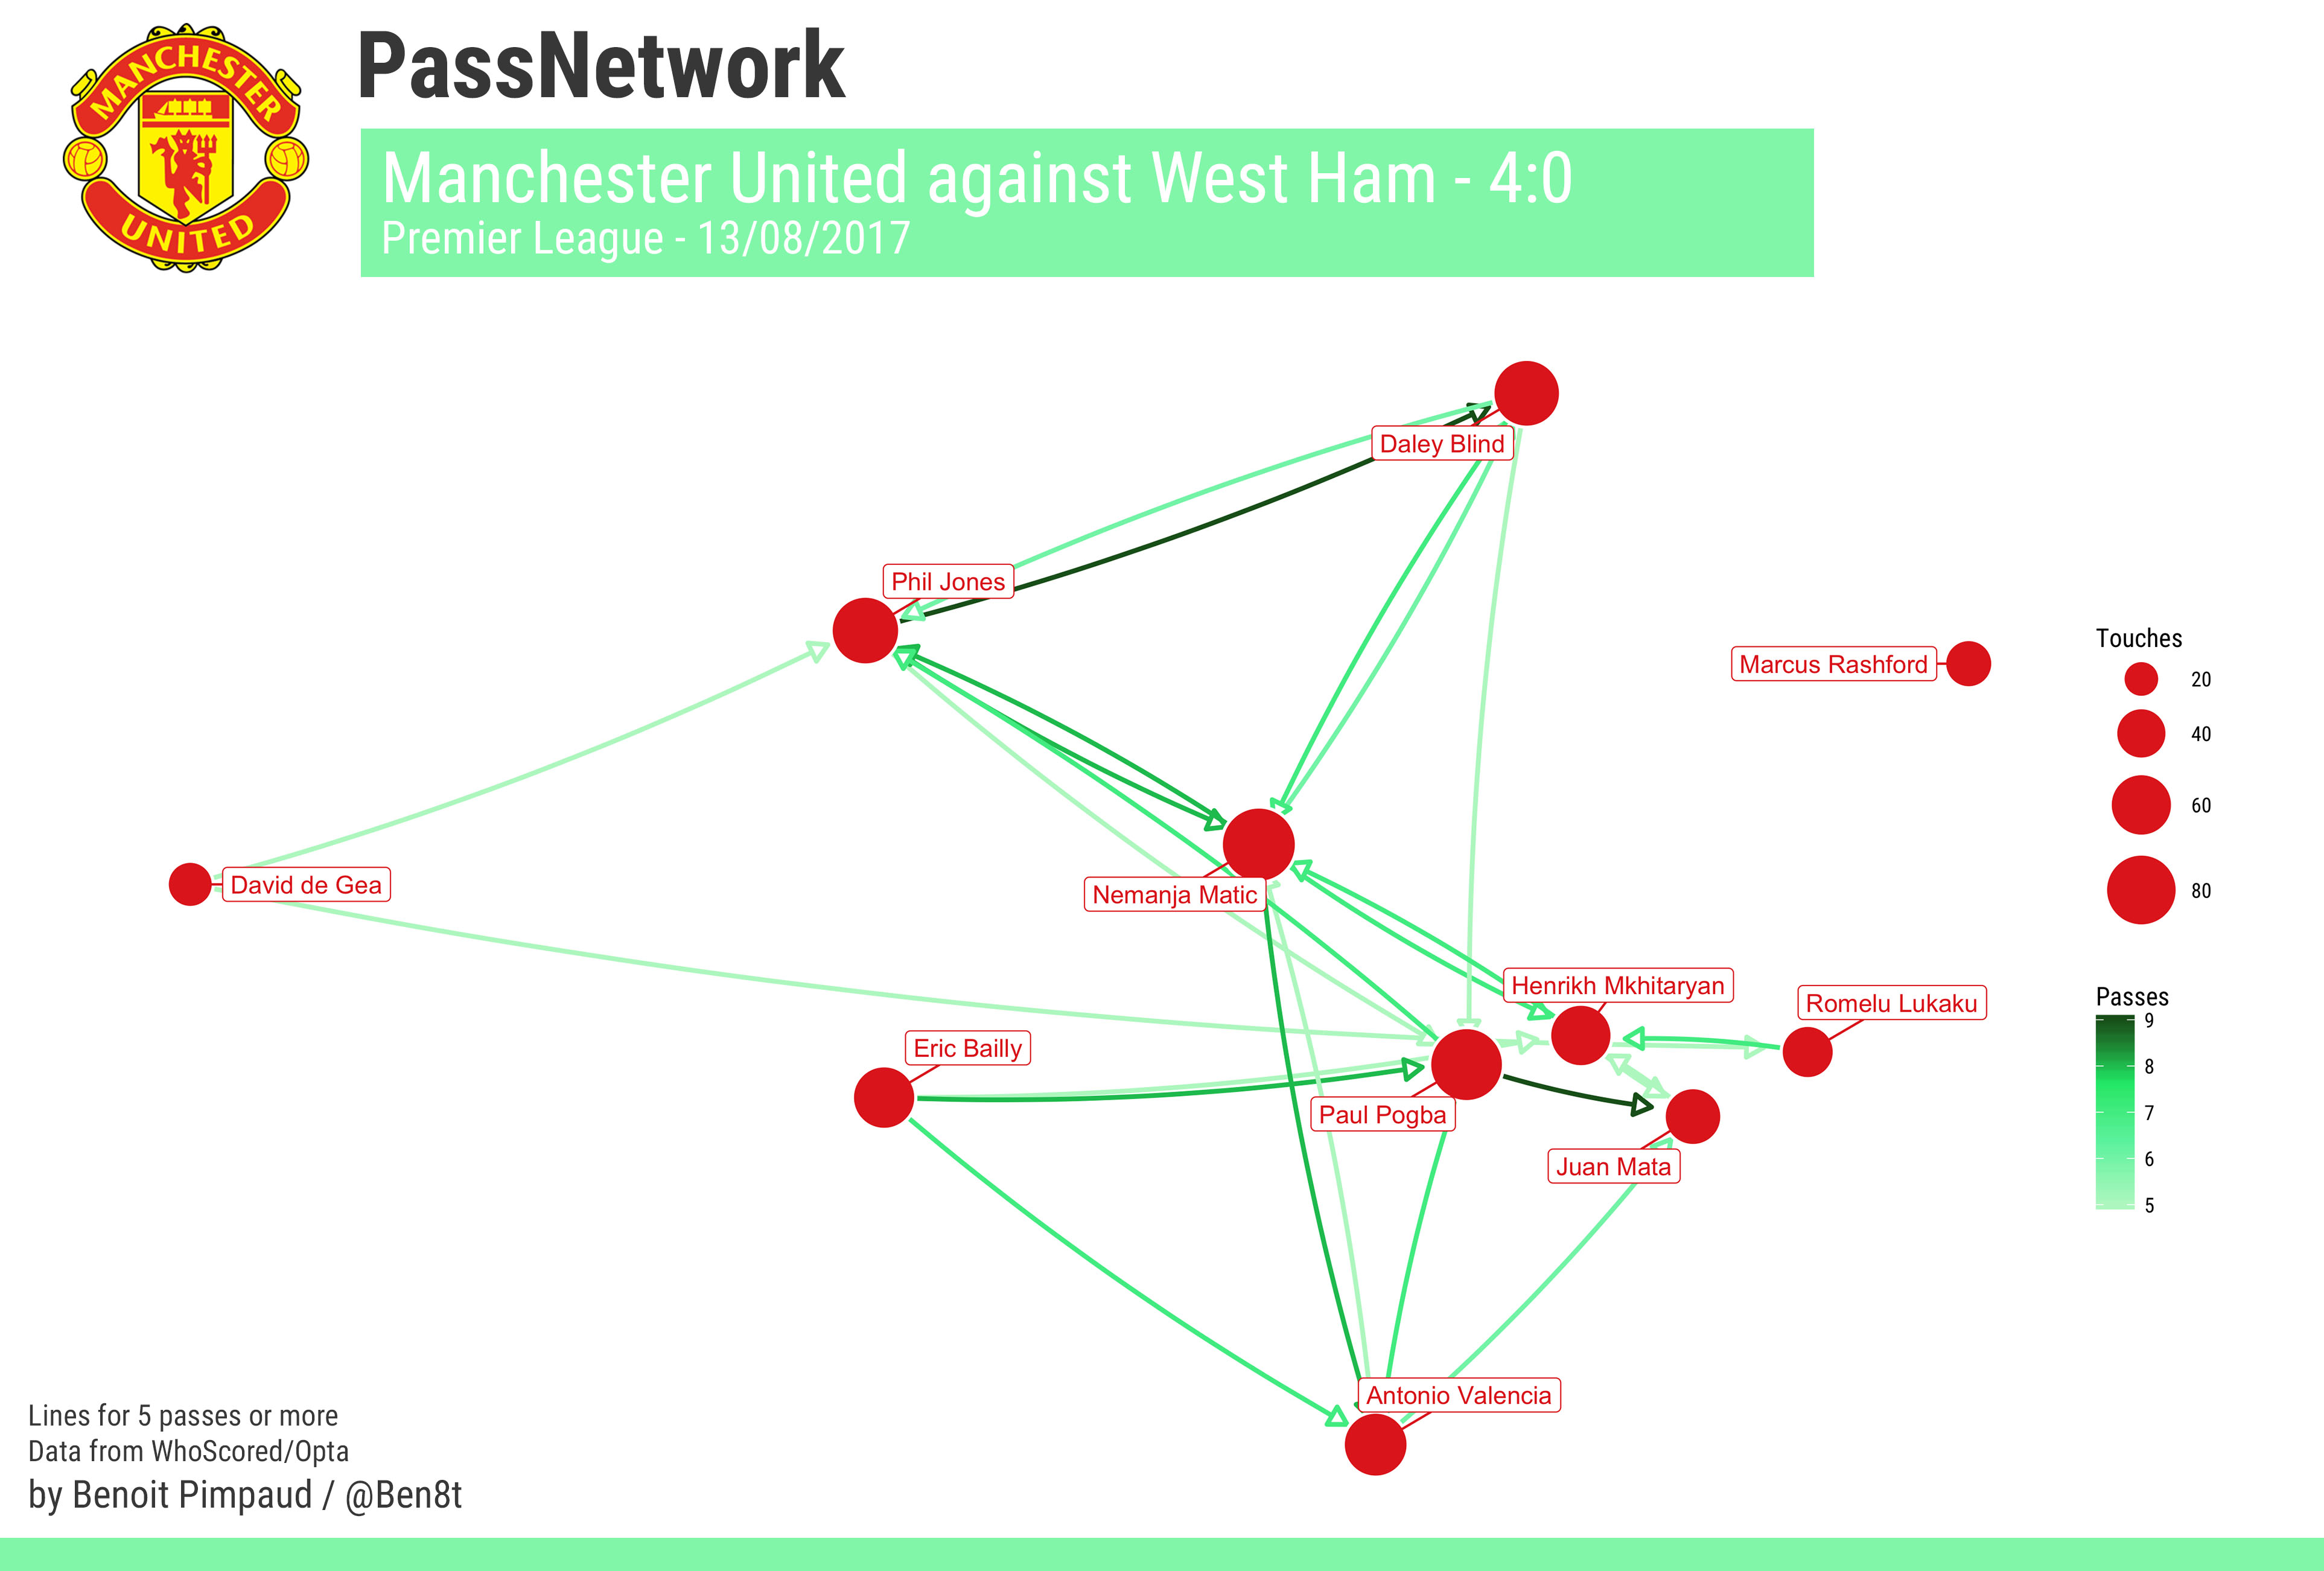 MANCHESTER
UNITED
PassNetwork
Manchester United against West Ham - 4:0
Premier League - 13/08/2017
Daley Blind
Phil Jones
Marcus Rashford
David de Gea
Nemanja Matic
Henrikh Mkhitaryan
Romelu Lukaku
Eric Bailly
Paul Pogba
Juan Mata
Antonio Valencia
Touches
20
40
60
80
Passes
9
8
7
6
5
Lines for 5 passes or more
Data from WhoScored/Opta
by Benoit Pimpaud / @Ben8t